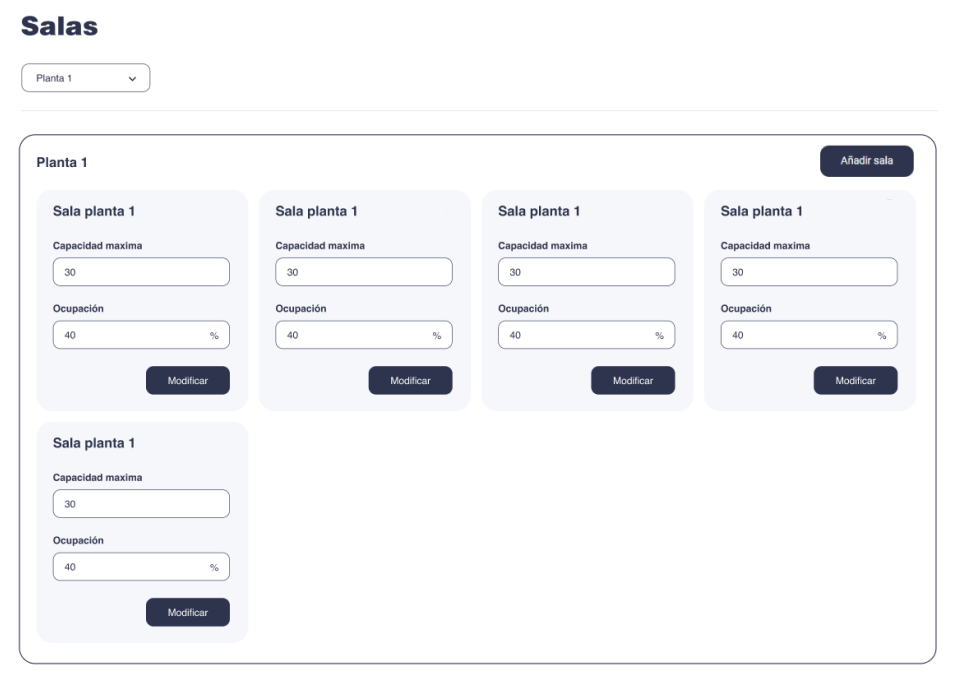 Salas
Planta 1
Planta 1
Añadir sala
Sala planta 1
Capacidad maxima
30
Ocupación
40 %
Modificar
Sala planta 1
Capacidad maxima
30
Ocupación
40 %
Modificar
Sala planta 1
Capacidad maxima
30
Ocupación
40 %
Modificar
Sala planta 1
Capacidad maxima
30
Ocupación
40 %
Modificar
Sala planta 1
Capacidad maxima
30
Ocupación
40 %
Modificar